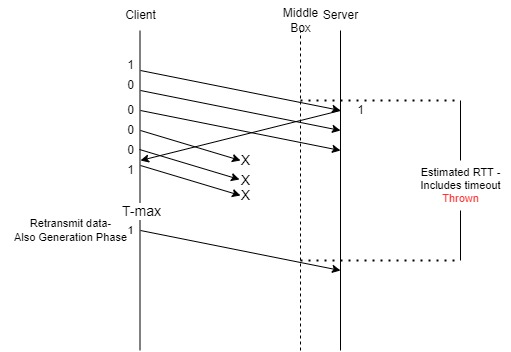 Client
Middle
Box
Server
1
0
0
0
0
1
X
X
X
1
Estimated RTT -
Includes timeout
Thrown
T-max
Retransmit data-
Also Generation Phase
1